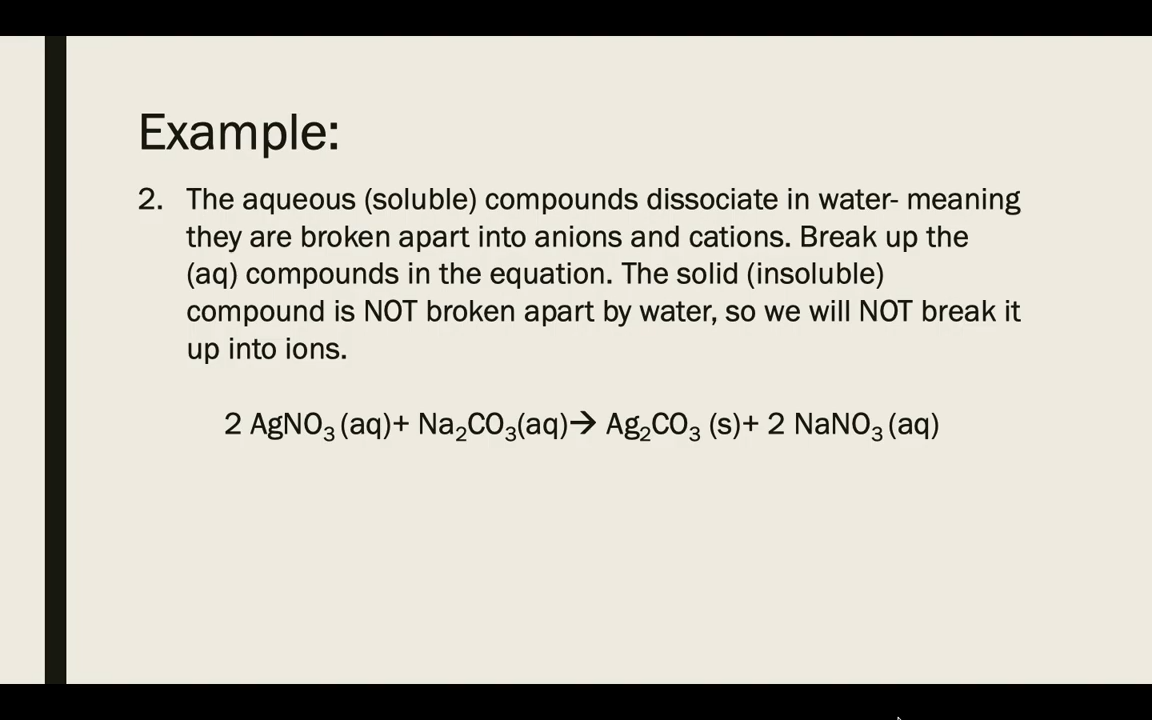 Example:
2. The aqueous (soluble) compounds dissociate in water- meaning
they are broken apart into anions and cations. Break up the
(aq) compounds in the equation. The solid (insoluble)
compound is NOT broken apart by water, so we will NOT break it
up into ions.
2 AgNO₃ (aq)+ Na₂CO₃(aq)→ Ag₂CO₃ (s)+ 2 NaNO₃ (aq)